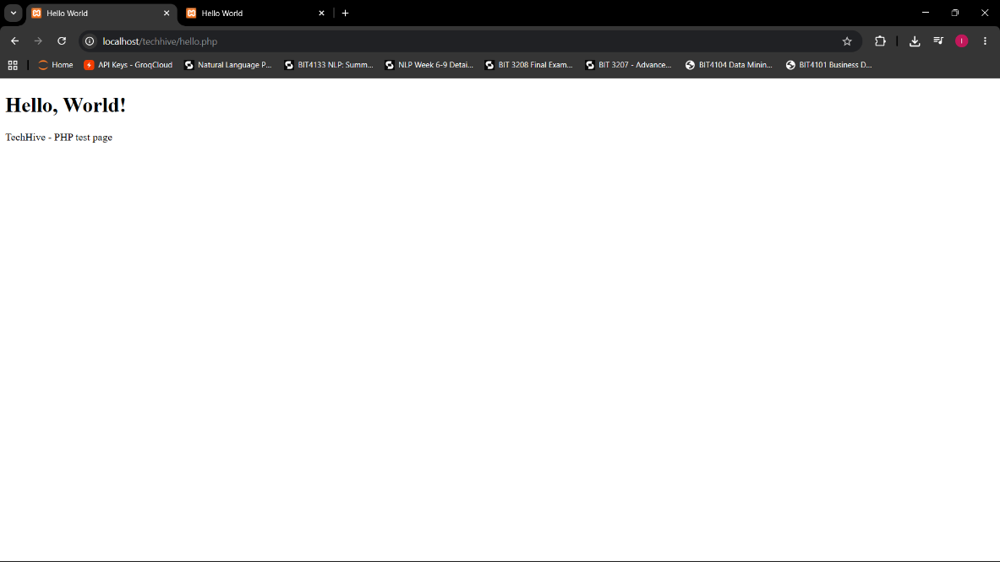 Hello World
Hello World
localhost/techhive/hello.php
I
Home
API Keys - GroqCloud
Natural Language P...
BIT4133 NLP: Summ...
NLP Week 6-9 Detai...
BIT 3208 Final Exam...
BIT 3207 - Advance...
BIT4104 Data Minin...
BIT4101 Business D...
Hello, World!
TechHive - PHP test page